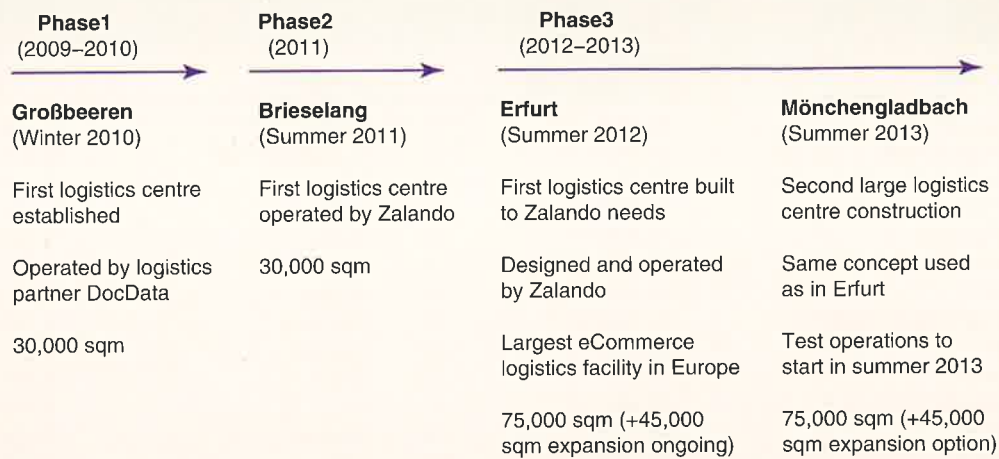 Phase1
(2009–2010)
Phase2
(2011)
Phase3
(2012–2013)
Großbeeren
(Winter 2010)
First logistics centre
established
Operated by logistics
partner DocData
30,000 sqm
Brieselang
(Summer 2011)
First logistics centre
operated by Zalando
30,000 sqm
Erfurt
(Summer 2012)
First logistics centre built
to Zalando needs
Designed and operated
by Zalando
Largest eCommerce
logistics facility in Europe
75,000 sqm (+45,000
sqm expansion ongoing)
Mönchengladbach
(Summer 2013)
Second large logistics
centre construction
Same concept used
as in Erfurt
Test operations to
start in summer 2013
75,000 sqm (+45,000
sqm expansion option)